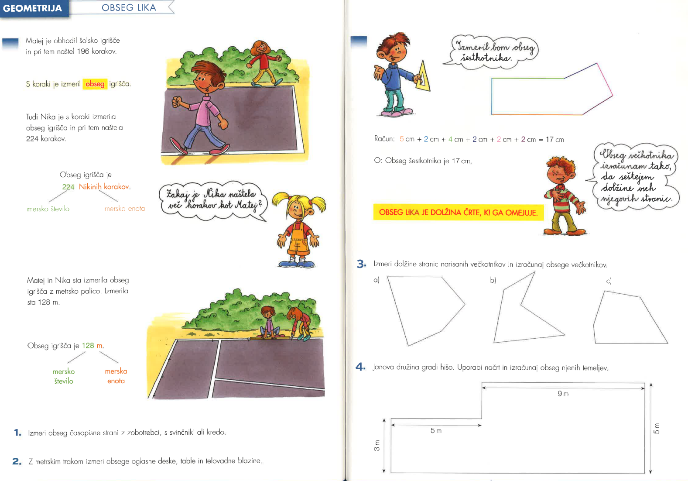 GEOMETRIJA
OBSEG LIKA
Matej je obhodil šolsko igrišče
in pri tem naštel 196 korakov.
S koraki je izmeril obseg igrišča.
Tudi Nika je s koraki izmerila
obseg igrišča in pri tem naštela
224 korakov.
Obseg igrišča je
224 Nikinih korakov.
mersko število
merska enota
Zakaj je Nika naštela
več korakov kot Matej?
Matej in Nika sta izmerila obseg
igrišča z metrsko palico. Izmerila
sta 128 m.
Obseg igrišča je 128 m.
mersko
število
merska
enota
1. Izmeri obseg časopisne strani z zobotrebci, s svinčniki ali kredo.
2. Z metrskim trakom izmeri obsege oglasne deske, table in telovadne blazine.
Izmeril bom obseg
šestkotnika.
Račun: 5 cm + 2 cm + 4 cm + 2 cm + 2 cm + 2 cm = 17 cm
O: Obseg šestkotnika je 17 cm.
Obseg večkotnika
izračunam tako,
da seštejem
dolžine vseh
njegovih stranic.
OBSEG LIKA JE DOLŽINA ČRTE, KI GA OMEJUJE.
3. Izmeri dolžine stranic narisanih večkotnikov in izračunaj obsege večkotnikov.
a)
b)
c)
4. Janova družina gradi hišo. Uporabi načrt in izračunaj obseg njenih temeljev.
9 m
5 m
3 m
5 m